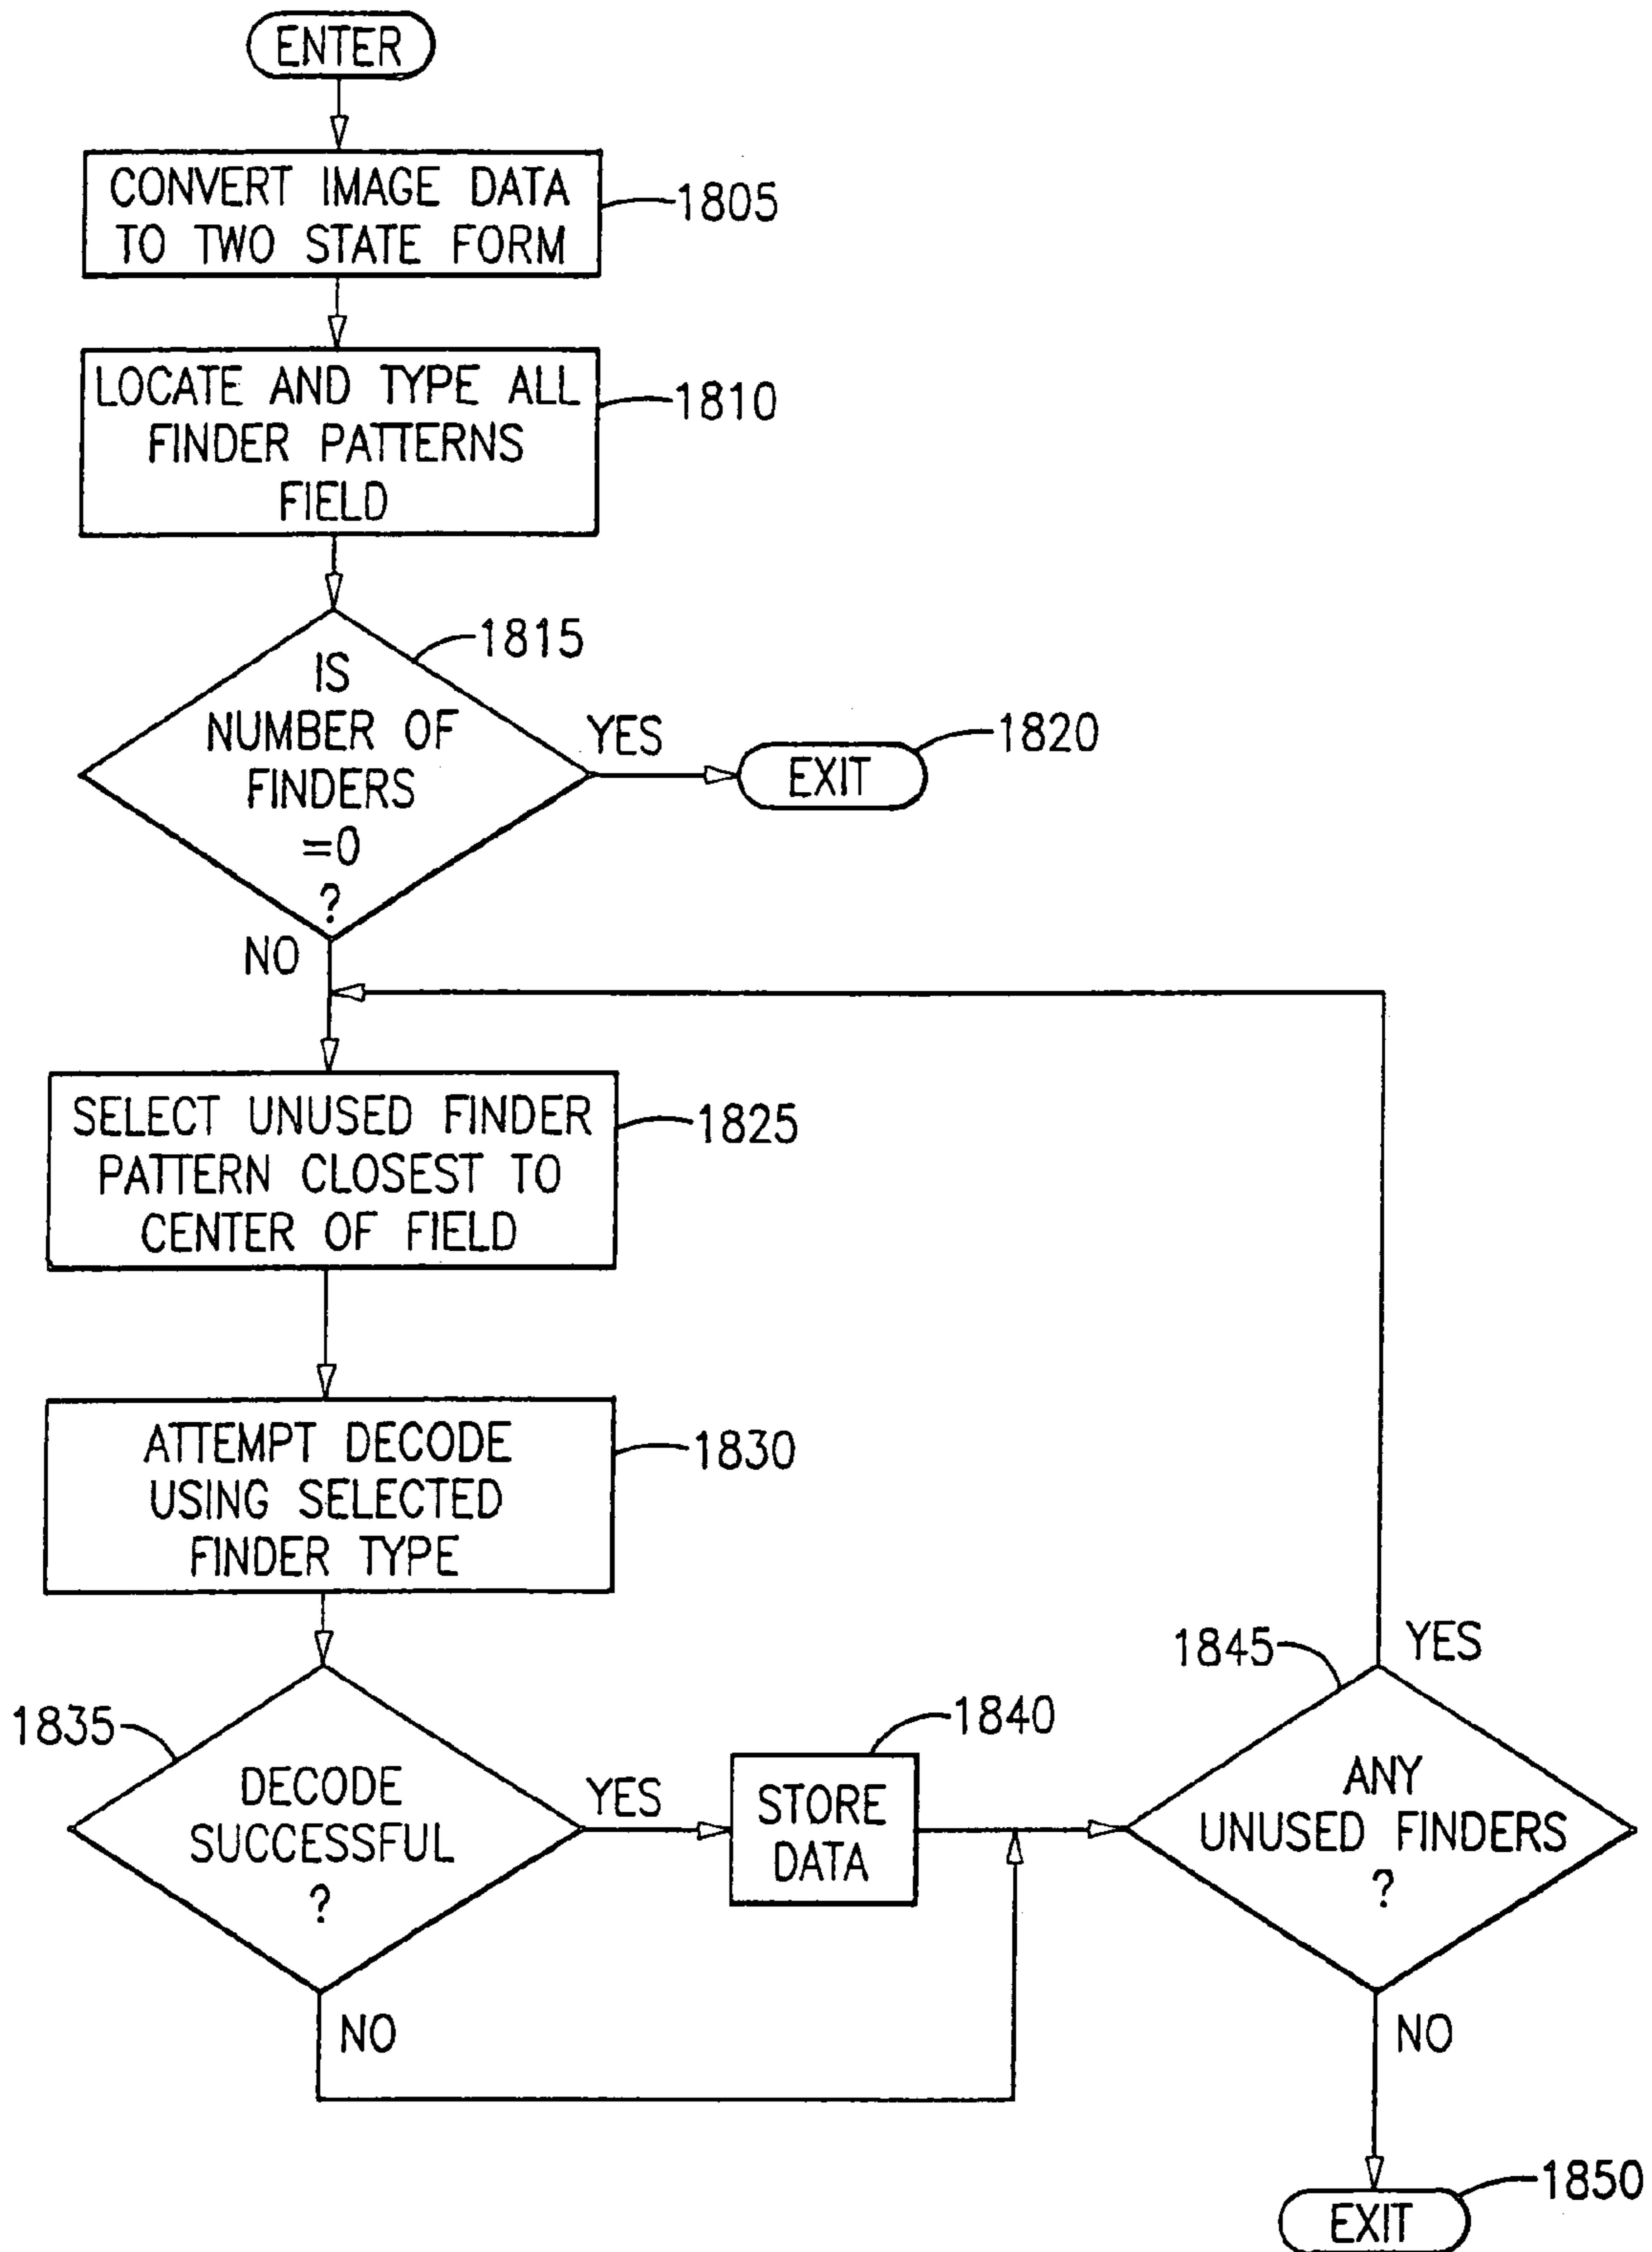 ENTER
CONVERT IMAGE DATA
TO TWO STATE FORM
1805
LOCATE AND TYPE ALL
FINDER PATTERNS
FIELD
1810
IS
NUMBER OF
FINDERS
=0
?
1815
YES
EXIT
1820
NO
SELECT UNUSED FINDER
PATTERN CLOSEST TO
CENTER OF FIELD
1825
ATTEMPT DECODE
USING SELECTED
FINDER TYPE
1830
1835
DECODE
SUCCESSFUL
?
YES
STORE
DATA
1840
NO
1845
YES
ANY
UNUSED FINDERS
?
NO
EXIT
1850